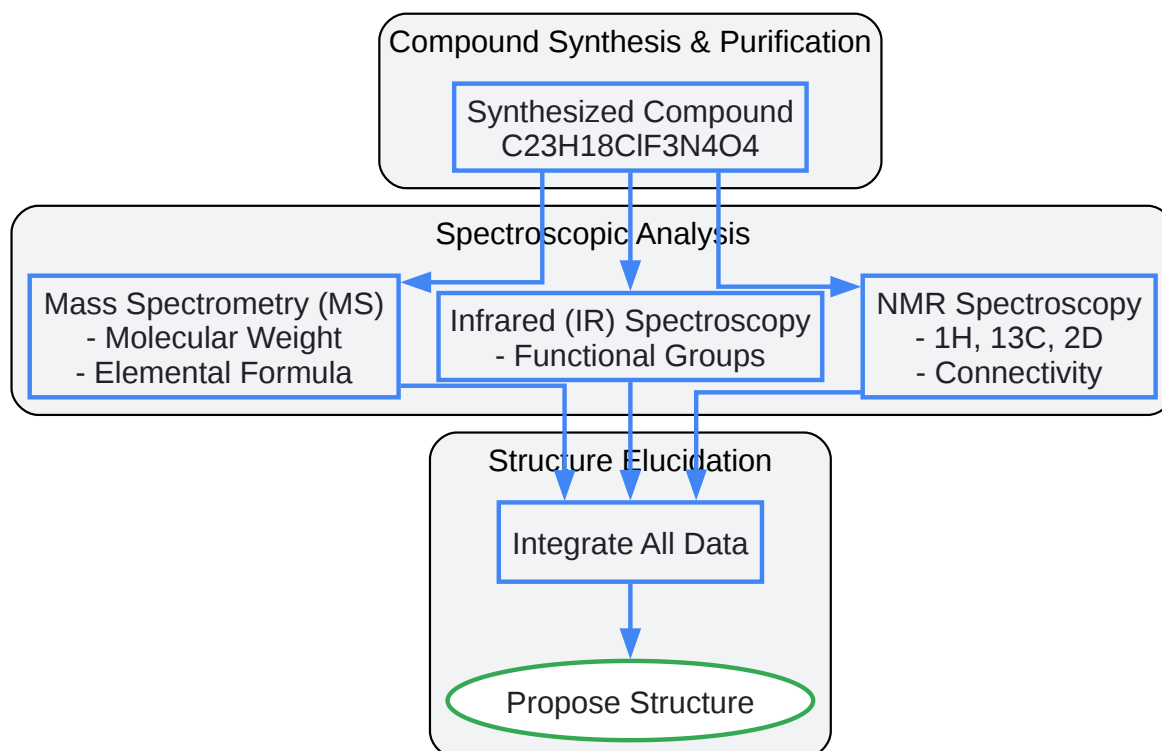 Compound Synthesis & Purification
Synthesized Compound
C23H18ClF3N4O4
Spectroscopic Analysis
Mass Spectrometry (MS)
- Molecular Weight
- Elemental Formula
Infrared (IR) Spectroscopy
- Functional Groups
NMR Spectroscopy
- 1H, 13C, 2D
- Connectivity
Structure Elucidation
Integrate All Data
Propose Structure